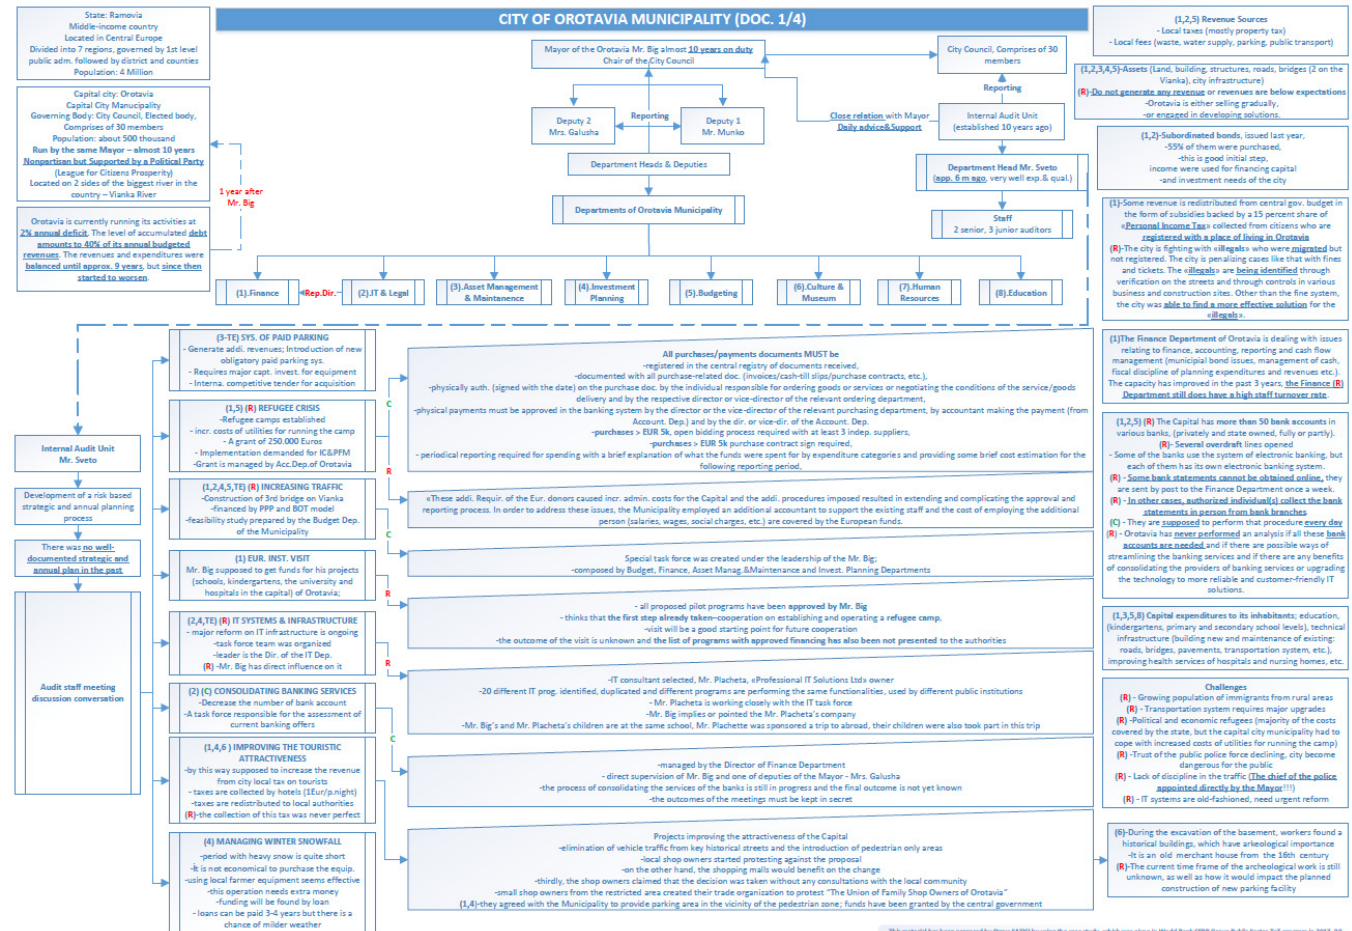 CITY OF OROTAVIA MUNICIPALITY (DOC. 1/4)
State: Ramovia
Middle-income country
Located in Central Europe
Divided into 7 regions, governed by 1st level
public adm. followed by district and counties
Population: 4 Million
Capital city: Orotavia
Capital City Manucipality
Governing Body: City Council, Elected body,
Comprises of 30 members
Population: about 500 thousand
Run by the same Mayor – almost 10 years
Nonpartisan but Supported by a Political Party
(League for Citizens Prosperity)
Located on 2 sides of the biggest river in the
country – Vianka River
1 year after
Mr. Big
Orotavia is currently running its activities at
2% annual deficit. The level of accumulated debt
amounts to 40% of its annual budgeted
revenues. The revenues and expenditures were
balanced until approx. 9 years, but since then
started to worsen.
Mayor of the Orotavia Mr. Big almost 10 years on duty
Chair of the City Council
City Council, Comprises of 30
members
Reporting
Deputy 2
Mrs. Galusha
Reporting
Deputy 1
Mr. Munko
Close relation with Mayor
Daily advice&Support
Internal Audit Unit
(established 10 years ago)
Department Heads & Deputies
Department Head Mr. Sveto
(app. 6 m ago, very well exp.& qual.)
Departments of Orotavia Municipality
Staff
2 senior, 3 junior auditors
(1).Finance
Rep.Dir.
(2).IT & Legal
(3).Asset Management
& Maintenance
(4).Investment
Planning
(5).Budgeting
(6).Culture &
Museum
(7).Human
Resources
(8).Education
(1,2,5) Revenue Sources
- Local taxes (mostly property tax)
- Local fees (waste, water supply, parking, public transport)
(1,2,3,4,5)-Assets (Land, building, structures, roads, bridges (2 on the
Vianka), city infrastructure)
(R)-Do not generate any revenue or revenues are below expectations
-Orotavia is either selling gradually,
-or engaged in developing solutions.
(1,2)-Subordinated bonds, issued last year,
-55% of them were purchased,
-this is good initial step,
income were used for financing capital
-and investment needs of the city
(1)-Some revenue is redistributed from central gov. budget in
the form of subsidies backed by a 15 percent share of
«Personal Income Tax» collected from citizens who are
registered with a place of living in Orotavia
(R)-The city is fighting with «illegals» who were migrated but
not registered. The city is penalizing cases like that with fines
and tickets. The «illegals» are being identified through
verification on the streets and through controls in various
business and construction sites. Other than the fine system,
the city was able to find a more effective solution for the
«illegals».
(1)The Finance Department of Orotavia is dealing with issues
relating to finance, accounting, reporting and cash flow
management (municipal bond issues, management of cash,
fiscal discipline of planning expenditures and revenues etc.).
The capacity has improved in the past 3 years, the Finance (R)
Department still does have a high staff turnover rate.
(1,2,5) (R) The Capital has more than 50 bank accounts in
various banks, (privately and state owned, fully or partly).
(R)- Several overdraft lines opened
- Some of the banks use the system of electronic banking, but
each of them has its own electronic banking system.
(R) - Some bank statements cannot be obtained online, they
are sent by post to the Finance Department once a week.
(R) - In other cases, authorized individual(s) collect the bank
statements in person from bank branches.
(C) - They are supposed to perform that procedure every day
(R) - Orotavia has never performed an analysis if all these bank
accounts are needed and if there are possible ways of
streamlining the banking services and if there are any benefits
of consolidating the providers of banking services or upgrading
the technology to more reliable and customer-friendly IT
solutions.
(1,3,5,8) Capital expenditures to its inhabitants; education,
(kindergartens, primary and secondary school levels), technical
infrastructure (building new and maintenance of existing:
roads, bridges, pavements, transportation system, etc.),
improving health services of hospitals and nursing homes, etc.
Challenges
(R) - Growing population of immigrants from rural areas
(R) - Transportation system requires major upgrades
(R) -Political and economic refugees (majority of the costs
covered by the state, but the capital city municipality had to
cope with increased costs of utilities for running the camp)
(R) -Trust of the public police force declining, city become
dangerous for the public
(R) - Lack of discipline in the traffic (The chief of the police
appointed directly by the Mayor!!!)
(R) - IT systems are old-fashioned, need urgent reform
(6)-During the excavation of the basement, workers found a
historical buildings, which have arkeological importance
-It is an old merchant house from the 16th century
(R)-The current time frame of the archeological work is still
unknown, as well as how it would impact the planned
construction of new parking facility
Internal Audit Unit
Mr. Sveto
Development of a risk based
strategic and annual planning
process
There was no well-
documented strategic and
annual plan in the past
Audit staff meeting
discussion conversation
(3-TE) SYS. OF PAID PARKING
- Generate addi. revenues; Introduction of new
obligatory paid parking sys.
- Requires major capt. invest. for equipment
- Interna. competitive tender for acquisition
(1,5) (R) REFUGEE CRISIS
-Refugee camps established
- incr. costs of utilities for running the camp
- A grant of 250.000 Euros
- Implementation demanded for IC&PFM
-Grant is managed by Acc.Dep.of Orotavia
(1,2,4,5,TE) (R) INCREASING TRAFFIC
-Construction of 3rd bridge on Vianka
-financed by PPP and BOT model
-feasibility study prepared by the Budget Dep.
of the Municipality
(1) EUR. INST. VISIT
Mr. Big supposed to get funds for his projects
(schools, kindergartens, the university and
hospitals in the capital) of Orotavia;
(2,4,TE) (R) IT SYSTEMS & INFRASTRUCTURE
- major reform on IT infrastructure is ongoing
-task force team was organized
-leader is the Dir. of the IT Dep.
(R) -Mr. Big has direct influence on it
(2) (C) CONSOLIDATING BANKING SERVICES
-Decrease the number of bank account
-A task force responsible for the assessment of
current banking offers
(1,4,6 ) IMPROVING THE TOURISTIC
ATTRACTIVENESS
-by this way supposed to increase the revenue
from city local tax on tourists
- taxes are collected by hotels (1Eur/p.night)
-taxes are redistributed to local authorities
(R)-the collection of this tax was never perfect
(4) MANAGING WINTER SNOWFALL
-period with heavy snow is quite short
-It is not economical to purchase the equip.
-using local farmer equipment seems effective
-this operation needs extra money
-funding will be found by loan
- loans can be paid 3-4 years but there is a
chance of milder weather
C
R
C
R
R
C
All purchases/payments documents MUST be
-registered in the central registry of documents received,
-documented with all purchase-related doc. (invoices/cash-till slips/purchase contracts, etc.),
-physically auth. (signed with the date) on the purchase doc. by the individual responsible for ordering goods or services or negotiating the conditions of the service/goods
delivery and by the respective director or vice-director of the relevant ordering department,
-physical payments must be approved in the banking system by the director or the vice-director of the relevant purchasing department, by accountant making the payment (from
Account. Dep.) and by the dir. or vice-dir. of the Account. Dep.
-purchases > EUR 5k, open bidding process required with at least 3 indep. suppliers,
-purchases > EUR 5k purchase contract sign required,
- periodical reporting required for spending with a brief explanation of what the funds were spent for by expenditure categories and providing some brief cost estimation for the
following reporting period,
«These addi. Requir. of the Eur. donors caused incr. admin. costs for the Capital and the addi. procedures imposed resulted in extending and complicating the approval and
reporting process. In order to address these issues, the Municipality employed an additional accountant to support the existing staff and the cost of employing the additional
person (salaries, wages, social charges, etc.) are covered by the European funds.
Special task force was created under the leadership of the Mr. Big;
-composed by Budget, Finance, Asset Manag.&Maintenance and Invest. Planning Departments
- all proposed pilot programs have been approved by Mr. Big
- thinks that the first step already taken–cooperation on establishing and operating a refugee camp,
-visit will be a good starting point for future cooperation
-the outcome of the visit is unknown and the list of programs with approved financing has also been not presented to the authorities
-IT consultant selected, Mr. Placheta, «Professional IT Solutions Ltd» owner
-20 different IT prog. identified, duplicated and different programs are performing the same functionalities, used by different public institutions
- Mr. Placheta is working closely with the IT task force
-Mr. Big implies or pointed the Mr. Placheta's company
-Mr. Big's and Mr. Placheta's children are at the same school, Mr. Plachette was sponsored a trip to abroad, their children were also took part in this trip
-managed by the Director of Finance Department
- direct supervision of Mr. Big and one of deputies of the Mayor - Mrs. Galusha
- the process of consolidating the services of the banks is still in progress and the final outcome is not yet known
-the outcomes of the meetings must be kept in secret
Projects improving the attractiveness of the Capital
-elimination of vehicle traffic from key historical streets and the introduction of pedestrian only areas
-local shop owners started protesting against the proposal
-on the other hand, the shopping malls would benefit on the change
-thirdly, the shop owners claimed that the decision was taken without any consultations with the local community
-small shop owners from the restricted area created their trade organization to protest "The Union of Family Shop Owners of Orotavia"
(1,4)-they agreed with the Municipality to provide parking area in the vicinity of the pedestrian zone; funds have been granted by the central government